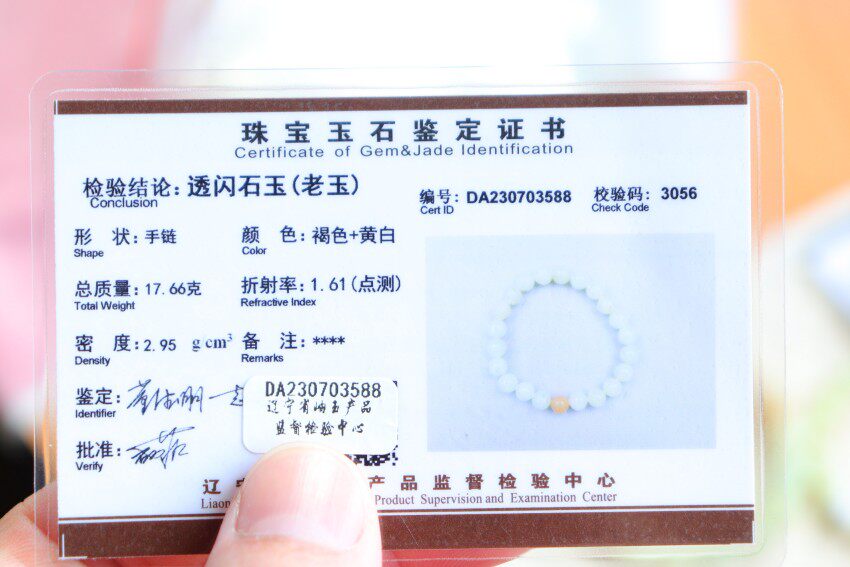 珠宝玉石鉴定证书
Certificate of Gem&Jade Identification
检验结论:透闪石玉(老玉)
Conclusion
编号: DA230703588 校验码: 3056
Cert ID Check Code
形 状:手链 颜 色:褐色+黄白
Shape Color
总质量:17.66克 折射率:1.61(点测)
Total Weight Refractive Index
密 度:2.95 g cm³ 备 注:****
Density Remarks
鉴定:
Identifier
批准:
Verify
DA230703588
辽宁省岫玉产品
监督检验中心
辽 产品监督检验中心
Liaon Product Supervision and Examination Center